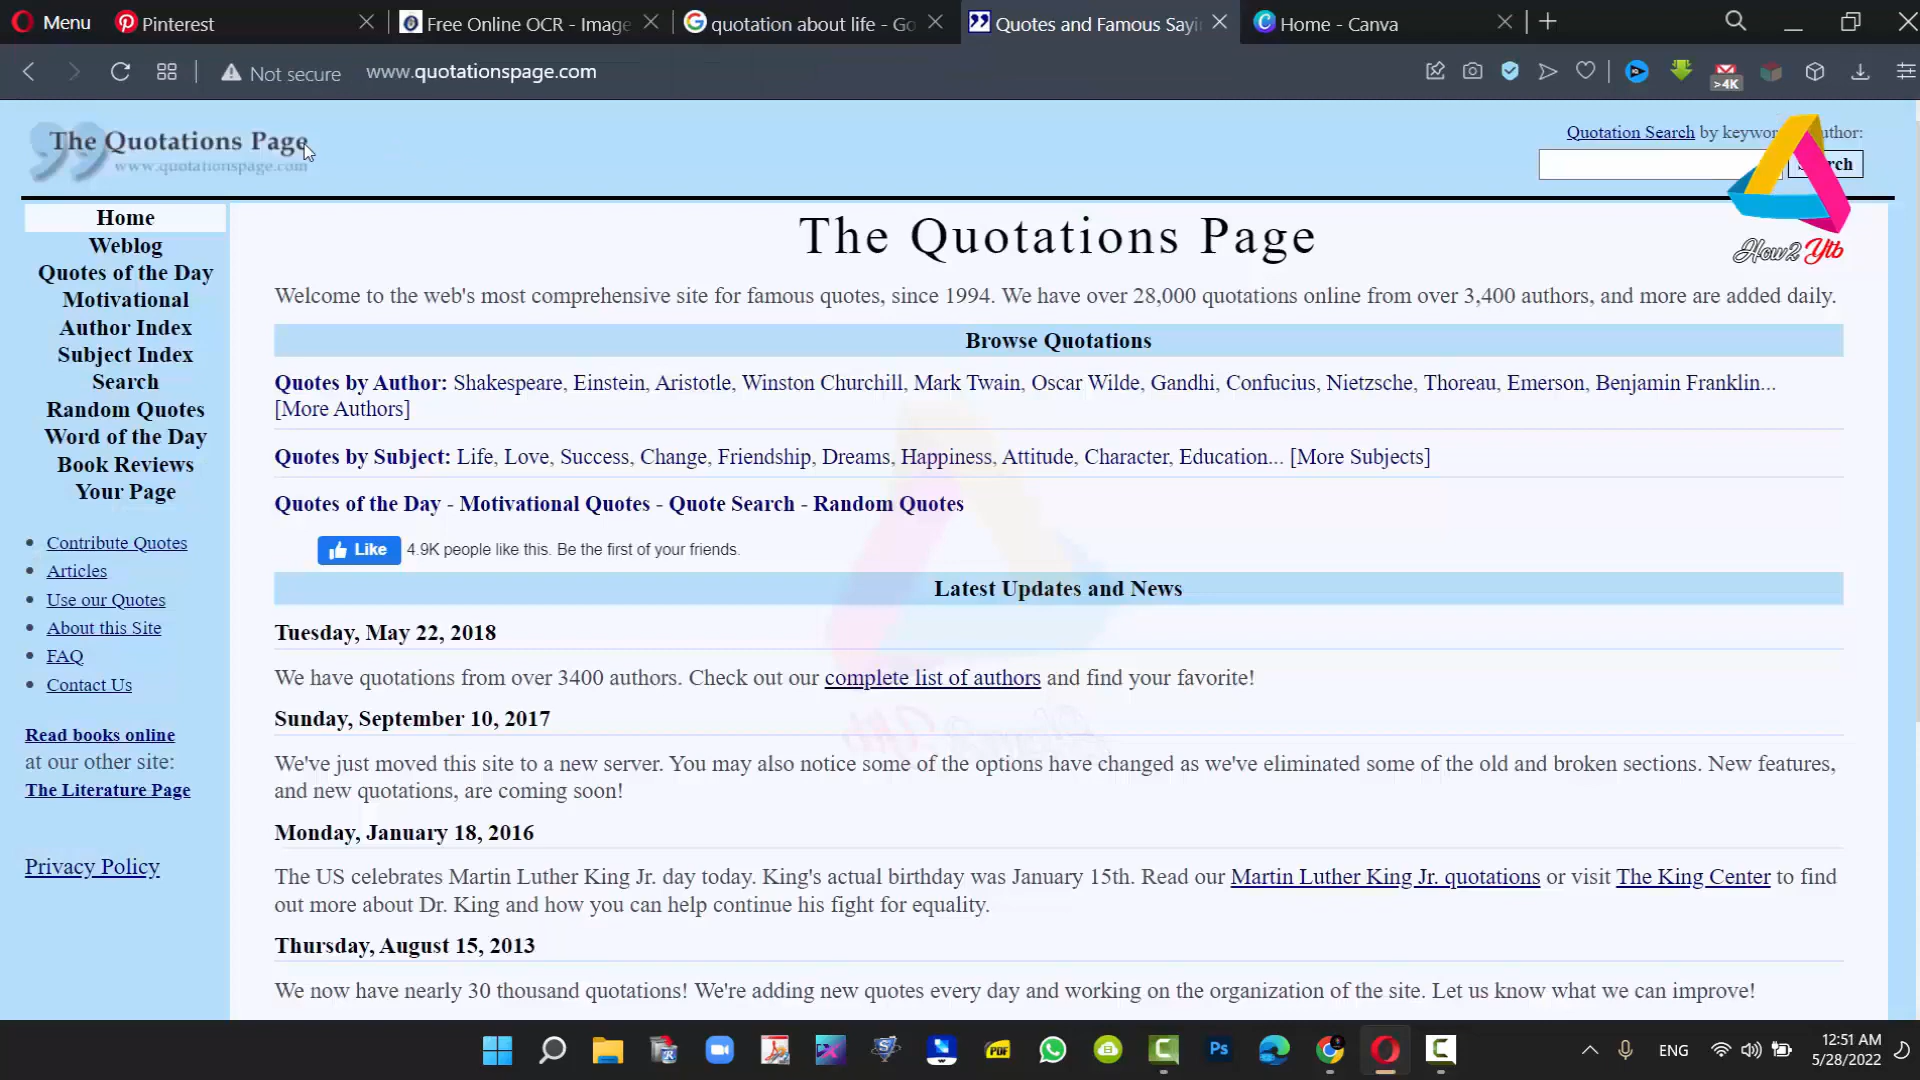 Menu
Pinterest
Free Online OCR - Image
quotation about life - Go
Quotes and Famous Sayi
Home - Canva
Not secure
www.quotationspage.com
>4K
The Quotations Page
www.quotationspage.com
Quotation Search by keywor
uthor:
rch
How2 Ytb
Home
Weblog
Quotes of the Day
Motivational
Author Index
Subject Index
Search
Random Quotes
Word of the Day
Book Reviews
Your Page
Contribute Quotes
Articles
Use our Quotes
About this Site
FAQ
Contact Us
Read books online
at our other site:
The Literature Page
Privacy Policy
The Quotations Page
Welcome to the web's most comprehensive site for famous quotes, since 1994. We have over 28,000 quotations online from over 3,400 authors, and more are added daily.
Browse Quotations
Quotes by Author: Shakespeare, Einstein, Aristotle, Winston Churchill, Mark Twain, Oscar Wilde, Gandhi, Confucius, Nietzsche, Thoreau, Emerson, Benjamin Franklin...
[More Authors]
Quotes by Subject: Life, Love, Success, Change, Friendship, Dreams, Happiness, Attitude, Character, Education... [More Subjects]
Quotes of the Day - Motivational Quotes - Quote Search - Random Quotes
Like 4.9K people like this. Be the first of your friends.
Latest Updates and News
Tuesday, May 22, 2018
We have quotations from over 3400 authors. Check out our complete list of authors and find your favorite!
Sunday, September 10, 2017
We've just moved this site to a new server. You may also notice some of the options have changed as we've eliminated some of the old and broken sections. New features,
and new quotations, are coming soon!
Monday, January 18, 2016
The US celebrates Martin Luther King Jr. day today. King's actual birthday was January 15th. Read our Martin Luther King Jr. quotations or visit The King Center to find
out more about Dr. King and how you can help continue his fight for equality.
Thursday, August 15, 2013
We now have nearly 30 thousand quotations! We're adding new quotes every day and working on the organization of the site. Let us know what we can improve!
PDF
Ps
ENG
12:51 AM
5/28/2022